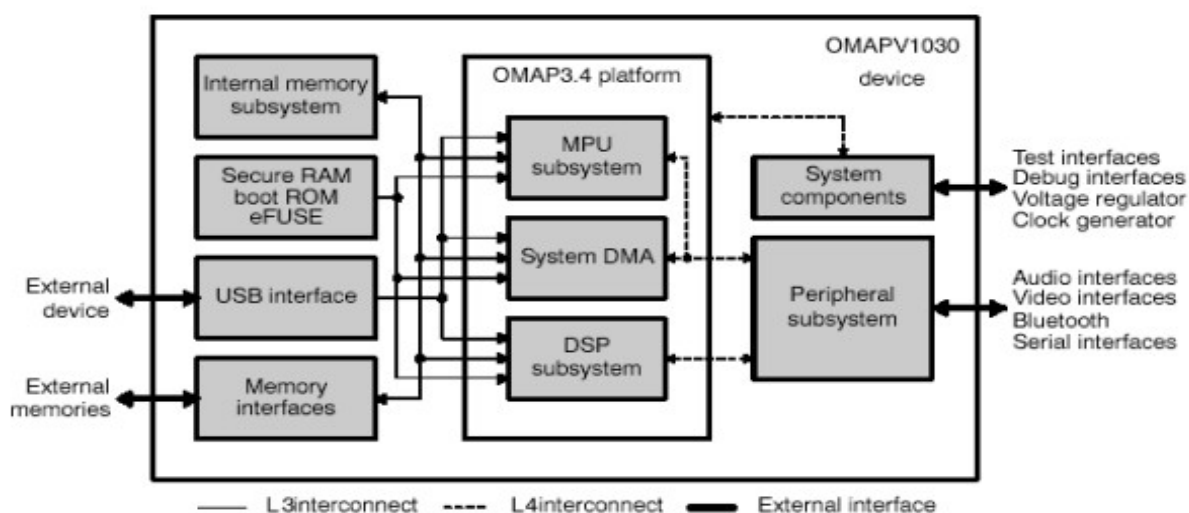 OMAPV1030
device
OMAP3.4 platform
Internal memory
subsystem
Secure RAM
boot ROM
eFUSE
USB interface
Memory
interfaces
MPU
subsystem
System DMA
DSP
subsystem
System
components
Peripheral
subsystem
External
device
External
memories
Test interfaces
Debug interfaces
Voltage regulator
Clock generator
Audio interfaces
Video interfaces
Bluetooth
Serial interfaces
L3interconnect
L4interconnect
External interface